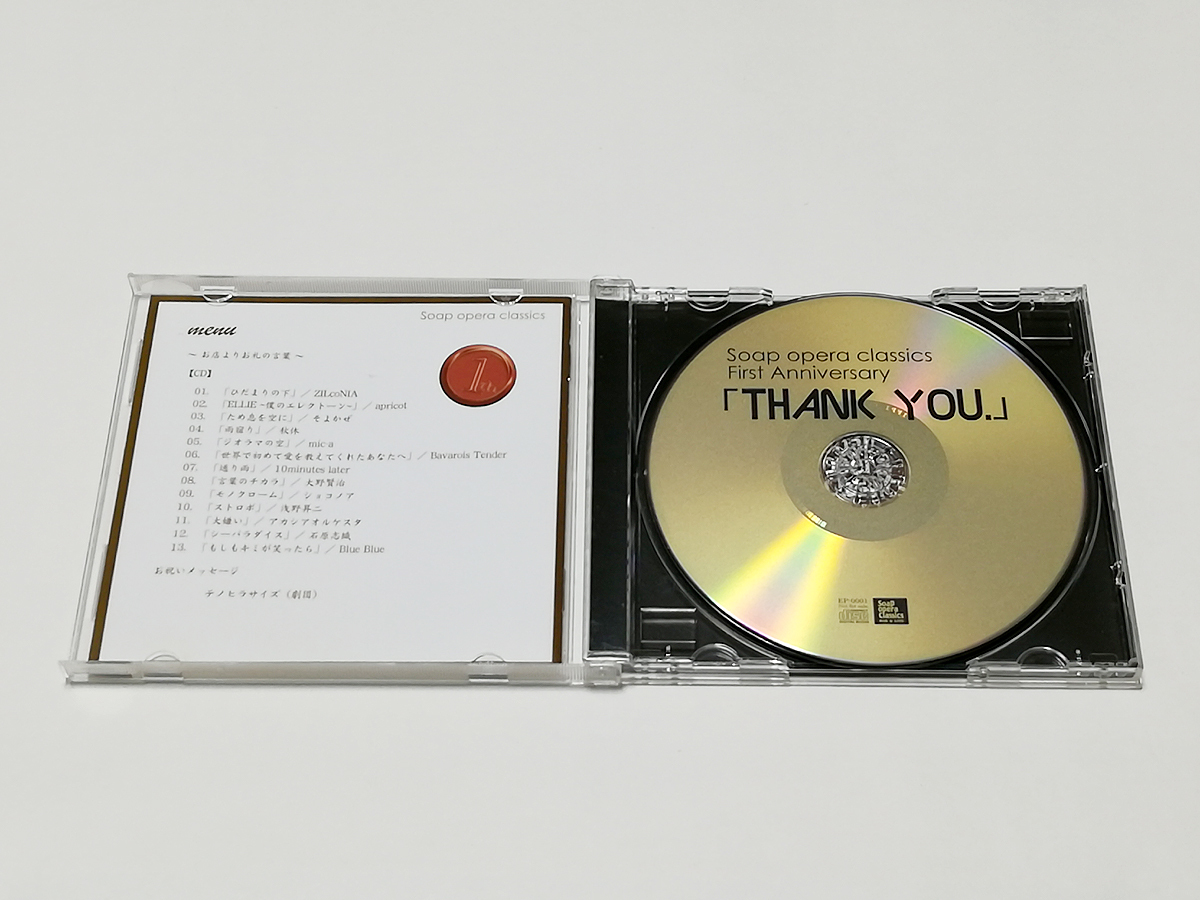 menu
Soap opera classics
～お店よりお礼の言葉～
1th.
【CD】
01. 「ひだまりの下」／ZILcoNIA
02. 「ELLIE ~僕のエレクトーン~」／apricot
03. 「ため息を空に」／そよかぜ
04. 「雨宿り」／秋休
05. 「ジオラマの空」／mic-a
06. 「世界で初めて愛を教えてくれたあなたへ」／Bavarois Tender
07. 「通り雨」／10minutes later
08. 「言葉のチカラ」／大野賢治
09. 「モノクローム」／ショコノア
10. 「ストロボ」／浅野昇二
11. 「大嫌い」／アカシアオルケスタ
12. 「シーパラダイス」／石原志織
13. 「もしもキミが笑ったら」／Blue Blue
お祝いメッセージ
テノヒラサイズ（劇団）
Soap opera classics
First Anniversary
「THANK YOU.」
EP-0001
Soap
opera
Classics